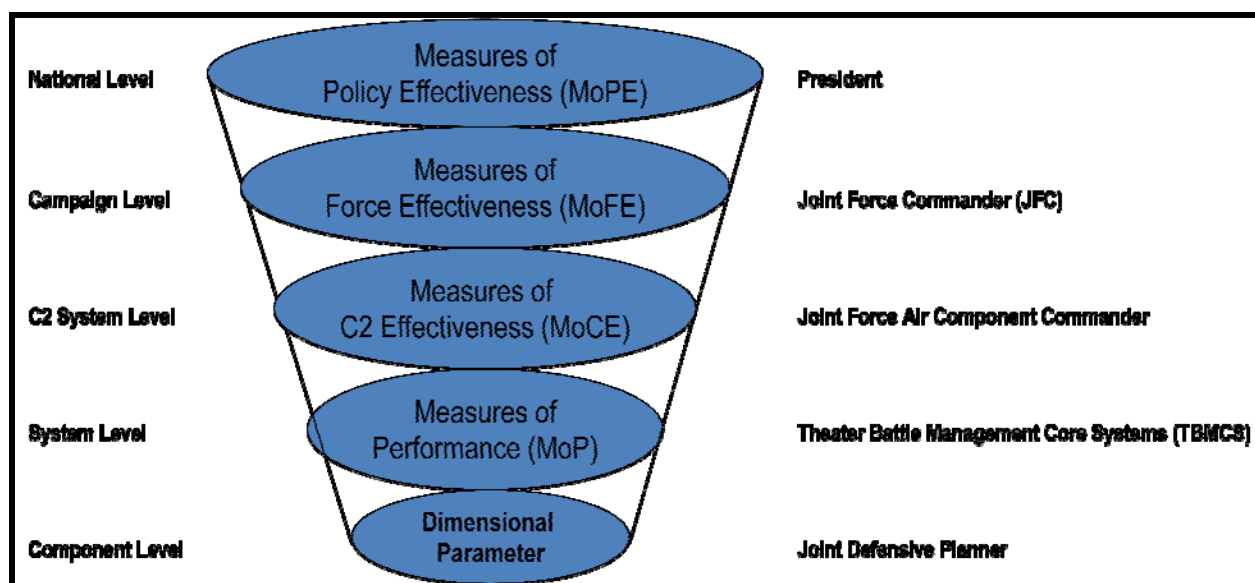 Measures of
National Level Policy Effectiveness (MoPE) President
Measures of
Campaign Level Force Effectiveness (MoFE) Joint Force Commander (JFC)
Measures of
C2 System Level C2 Effectiveness (MoCE) Joint Force Air Component Commander
Measures of
System Level Performance (MoP) Theater Battle Management Core Systems (TBMCS)
Dimensional
Component Level Parameter Joint Defensive Planner